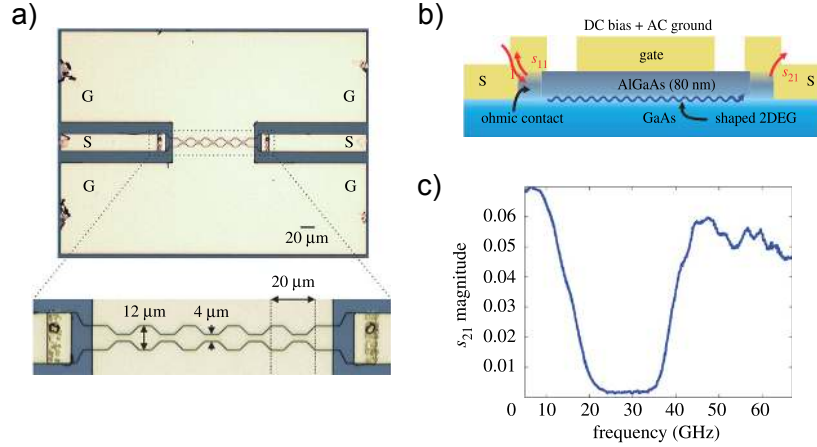 a)
G
S
S
G
G
20 μm
20 μm
12 μm
4 μm
b)
DC bias + AC ground
s11
gate
s21
S
AlGaAs (80 nm)
S
ohmic contact
GaAs
shaped 2DEG
c)
0.06
0.05
0.04
0.03
0.02
0.01
s21 magnitude
0
5
10
20
30
40
50
60
frequency (GHz)